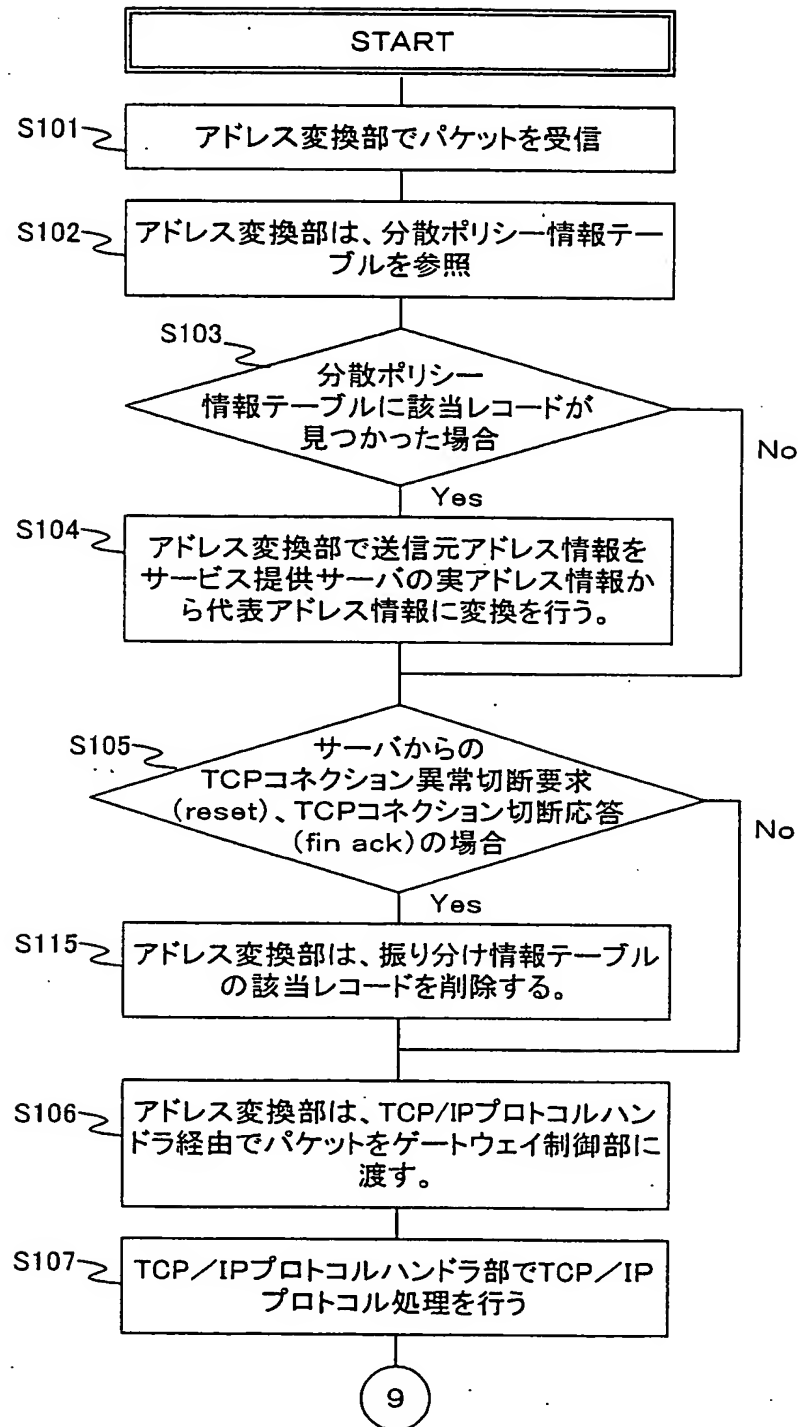 START
S101
アドレス変換部でパケットを受信
S102
アドレス変換部は、分散ポリシー情報テー
ブルを参照
S103
分散ポリシー
情報テーブルに該当レコードが
見つかった場合
No
Yes
S104
アドレス変換部で送信元アドレス情報を
サービス提供サーバの実アドレス情報か
ら代表アドレス情報に変換を行う。
S105
サーバからの
TCPコネクション異常切断要求
(reset)、TCPコネクション切断応答
(fin ack)の場合
No
Yes
S115
アドレス変換部は、振り分け情報テーブル
の該当レコードを削除する。
S106
アドレス変換部は、TCP/IPプロトコルハン
ドラ経由でパケットをゲートウェイ制御部に
渡す。
S107
TCP/IPプロトコルハンドラ部でTCP/IP
プロトコル処理を行う
9